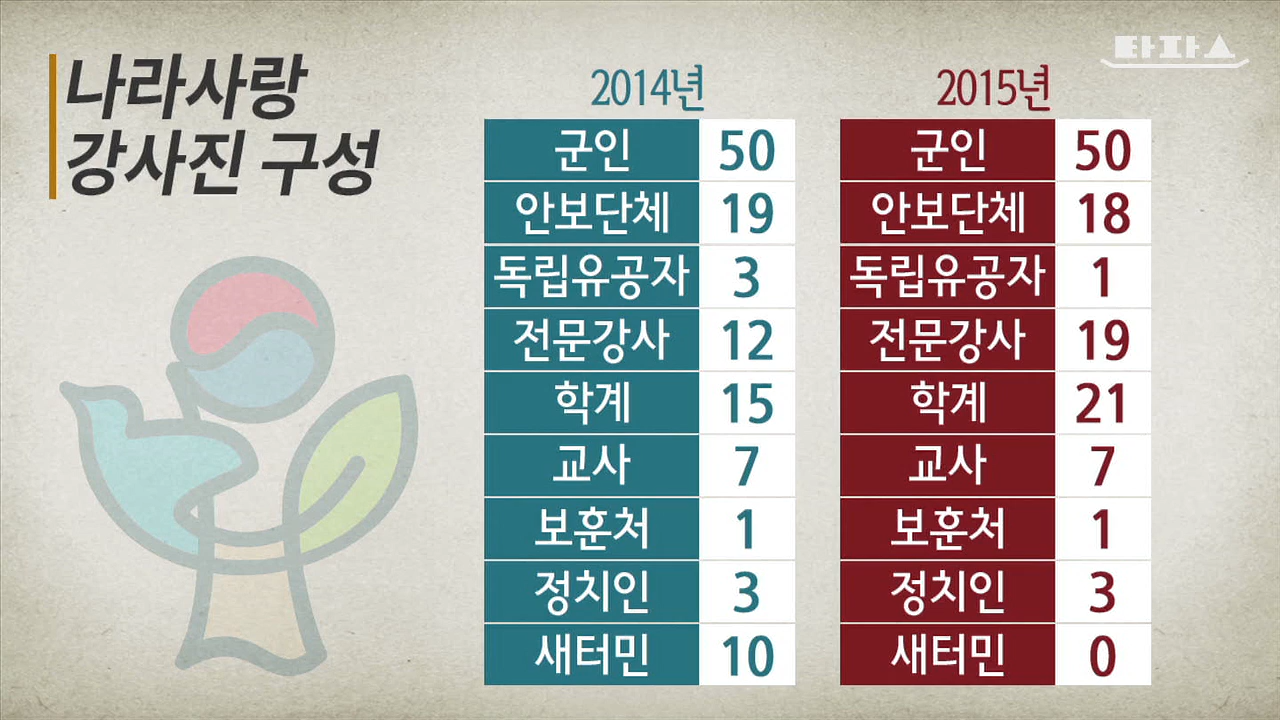 나라사랑
강사진 구성
타파스
2014년
군인 50
안보단체 19
독립유공자 3
전문강사 12
학계 15
교사 7
보훈처 1
정치인 3
새터민 10
2015년
군인 50
안보단체 18
독립유공자 1
전문강사 19
학계 21
교사 7
보훈처 1
정치인 3
새터민 0